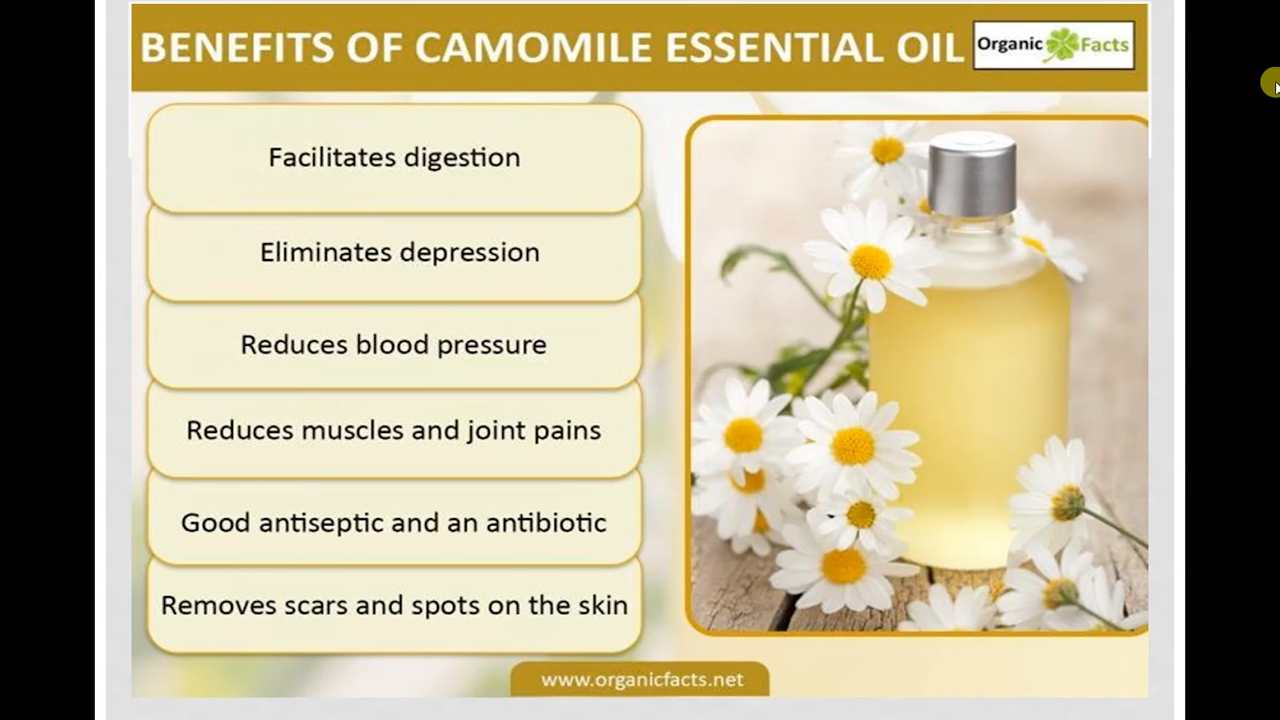 BENEFITS OF CAMOMILE ESSENTIAL OIL
Organic Facts
Facilitates digestion
Eliminates depression
Reduces blood pressure
Reduces muscles and joint pains
Good antiseptic and an antibiotic
Removes scars and spots on the skin
www.organicfacts.net